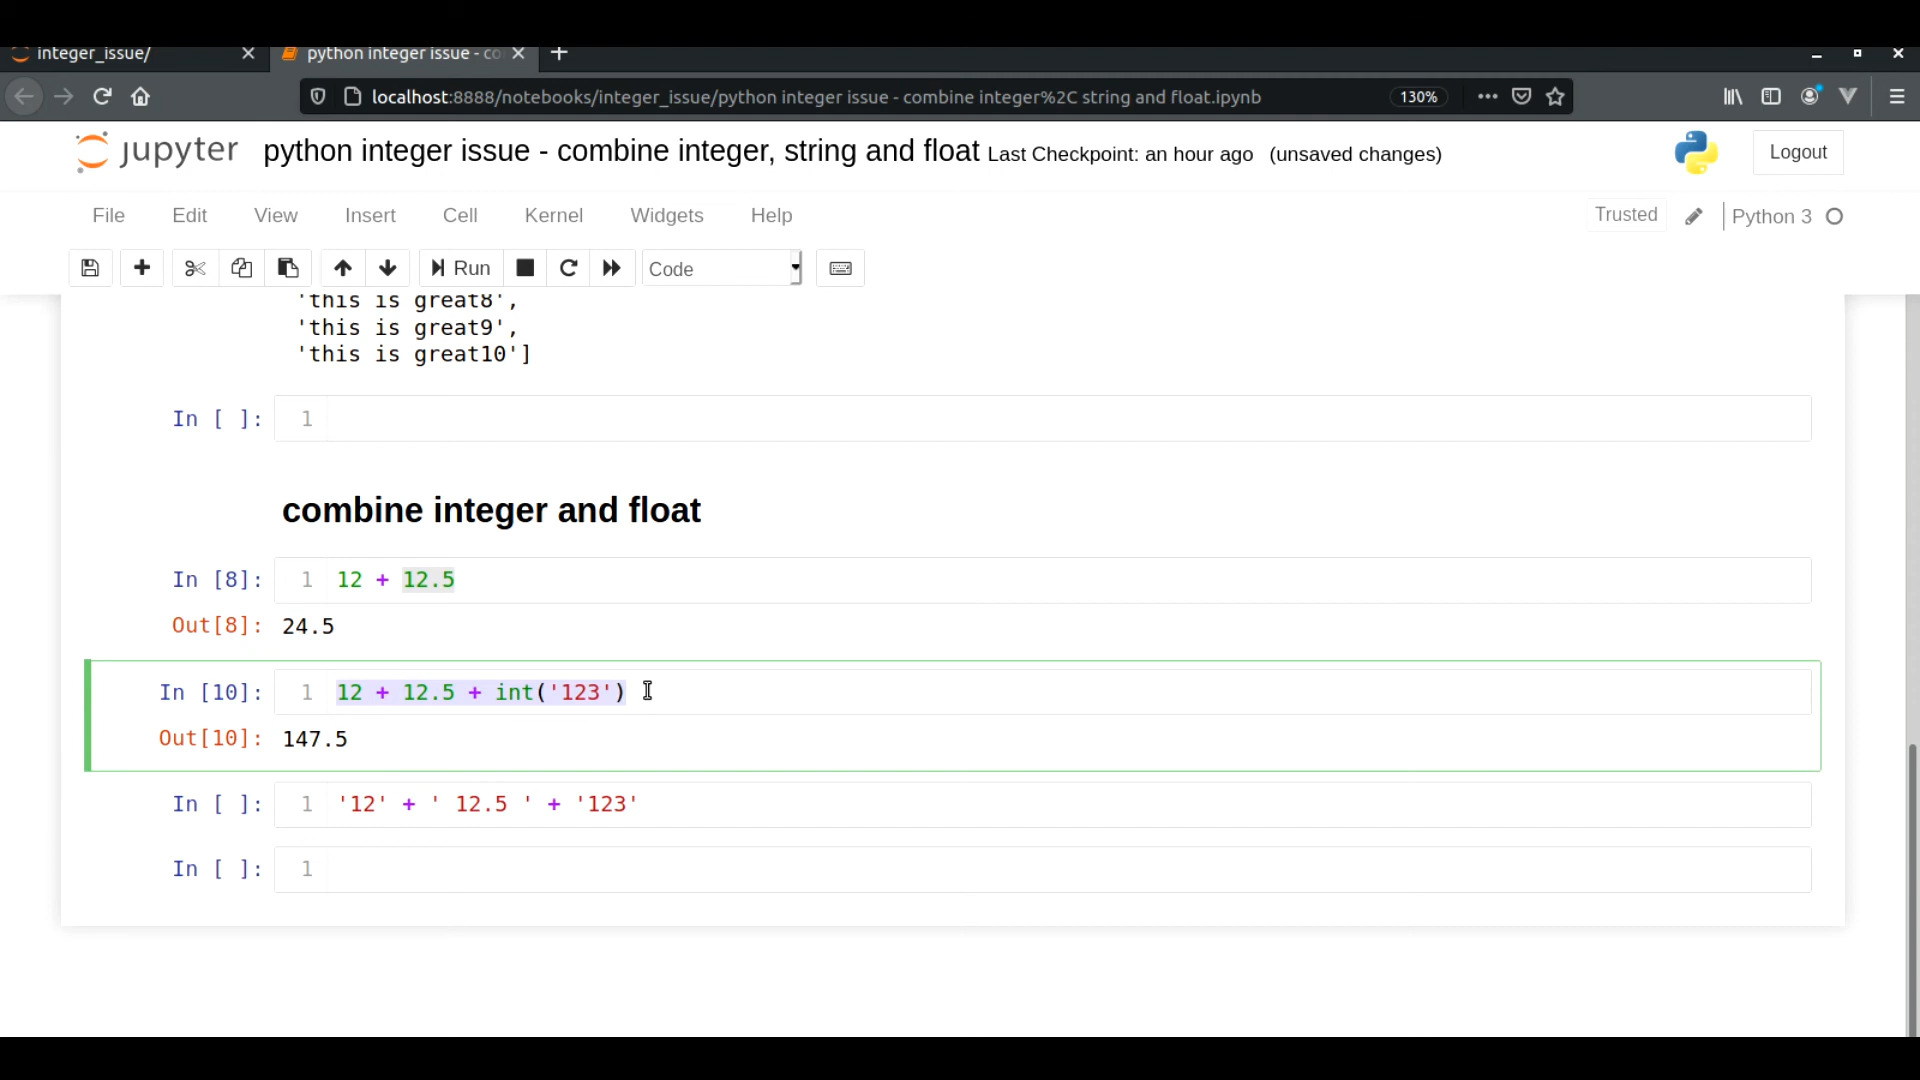 integer_issue/
python integer issue - co
localhost:8888/notebooks/integer_issue/python integer issue - combine integer%2C string and float.ipynb
130%
jupyter
python integer issue - combine integer, string and float Last Checkpoint: an hour ago (unsaved changes)
Logout
File Edit View Insert Cell Kernel Widgets Help
Trusted
Python 3
Run
Code
'this is great8',
'this is great9',
'this is great10']
In [ ]: 1
combine integer and float
In [8]: 1 12 + 12.5
Out[8]: 24.5
In [10]: 1 12 + 12.5 + int('123')
Out[10]: 147.5
In [ ]: 1 '12' + ' 12.5 ' + '123'
In [ ]: 1